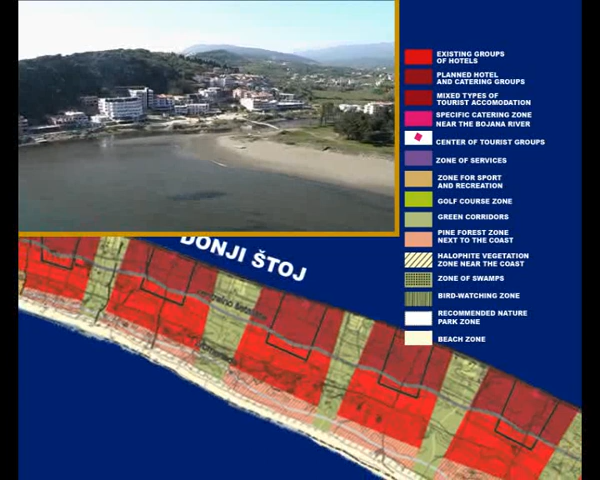 EXISTING GROUPS
OF HOTELS
PLANNED HOTEL
AND CATERING GROUPS
MIXED TYPES OF
TOURIST ACCOMODATION
SPECIFIC CATERING ZONE
NEAR THE BOJANA RIVER
CENTER OF TOURIST GROUPS
ZONE OF SERVICES
ZONE FOR SPORT
AND RECREATION
GOLF COURSE ZONE
GREEN CORRIDORS
PINE FOREST ZONE
NEXT TO THE COAST
HALOPHITE VEGETATION
ZONE NEAR THE COAST
ZONE OF SWAMPS
BIRD-WATCHING ZONE
RECOMMENDED NATURE
PARK ZONE
BEACH ZONE
DONJI ŠTOJ